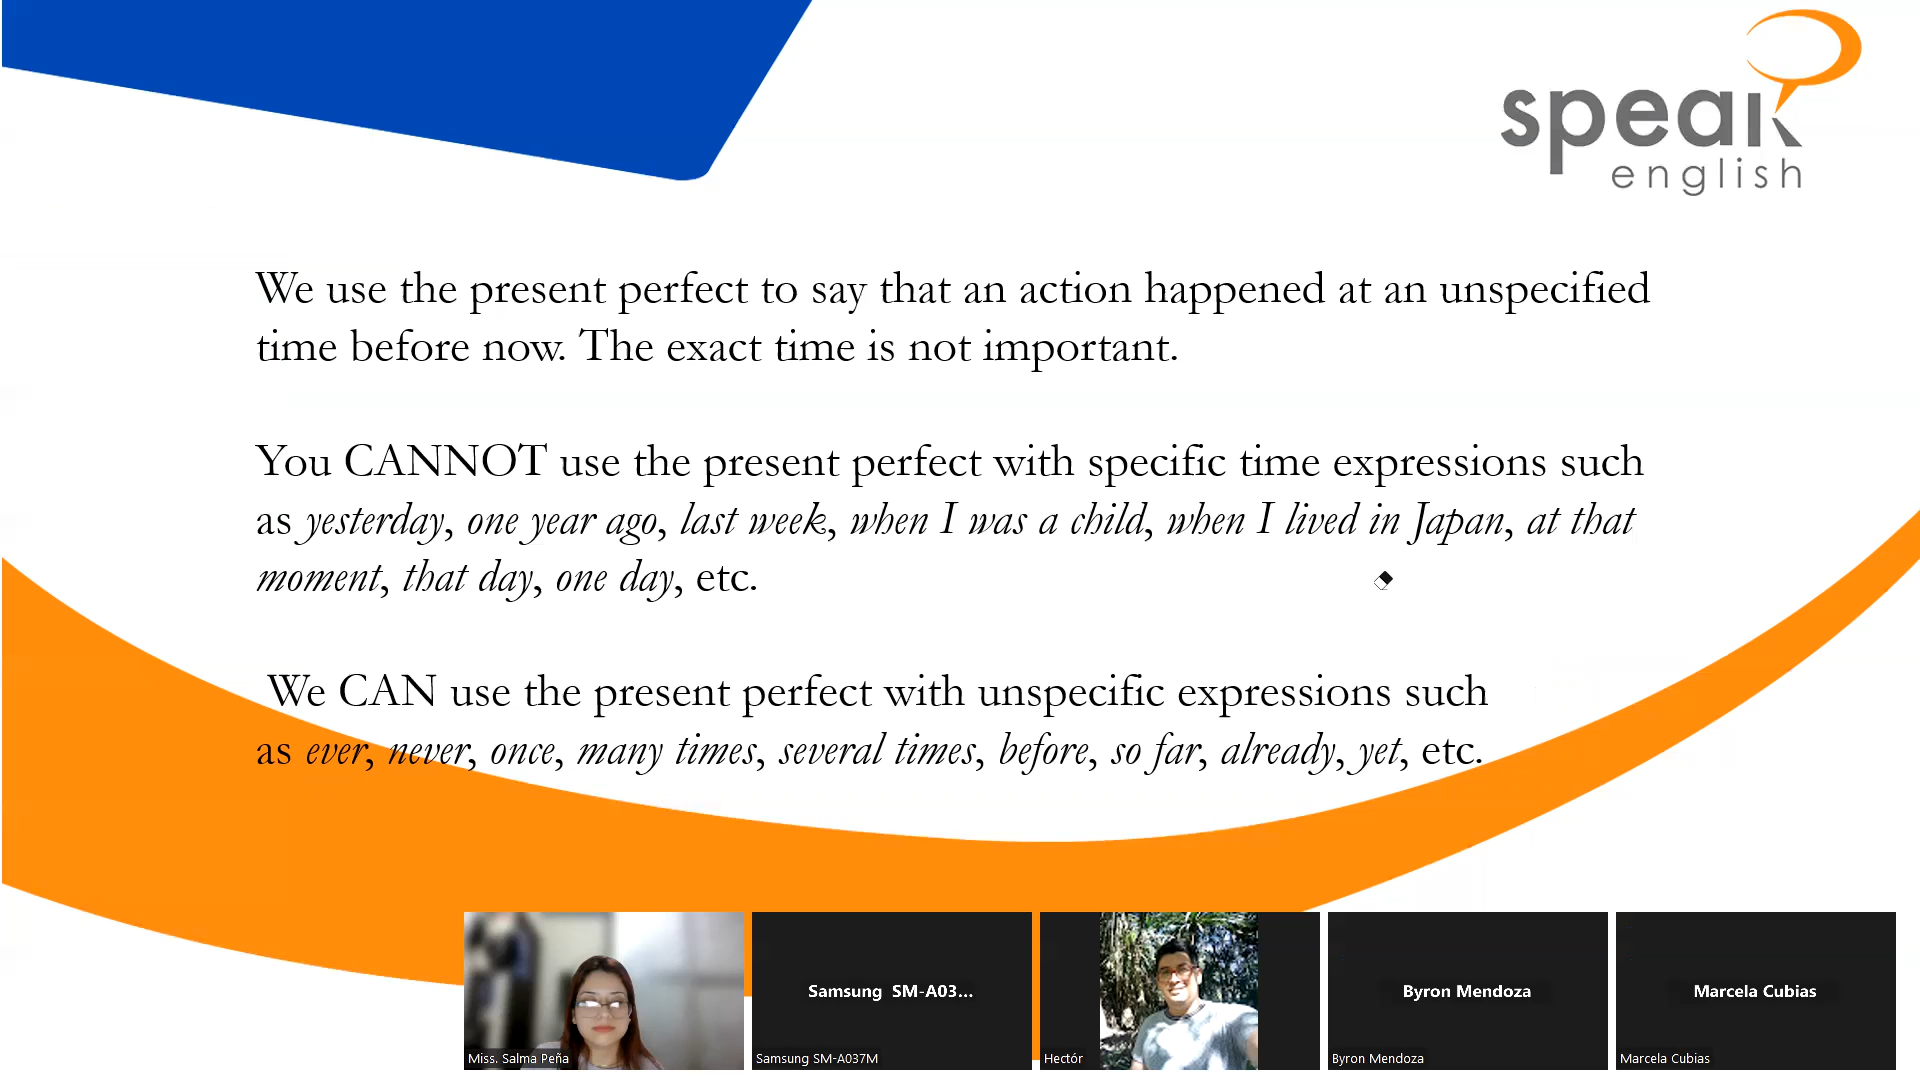 speak
english
We use the present perfect to say that an action happened at an unspecified
time before now. The exact time is not important.
You CANNOT use the present perfect with specific time expressions such
as yesterday, one year ago, last week, when I was a child, when I lived in Japan, at that
moment, that day, one day, etc.
We CAN use the present perfect with unspecific expressions such
as ever, never, once, many times, several times, before, so far, already, yet, etc.
Samsung SM-A03...
Byron Mendoza
Marcela Cubias
Miss. Salma Peña
Samsung SM-A037M
Hectór
Byron Mendoza
Marcela Cubias